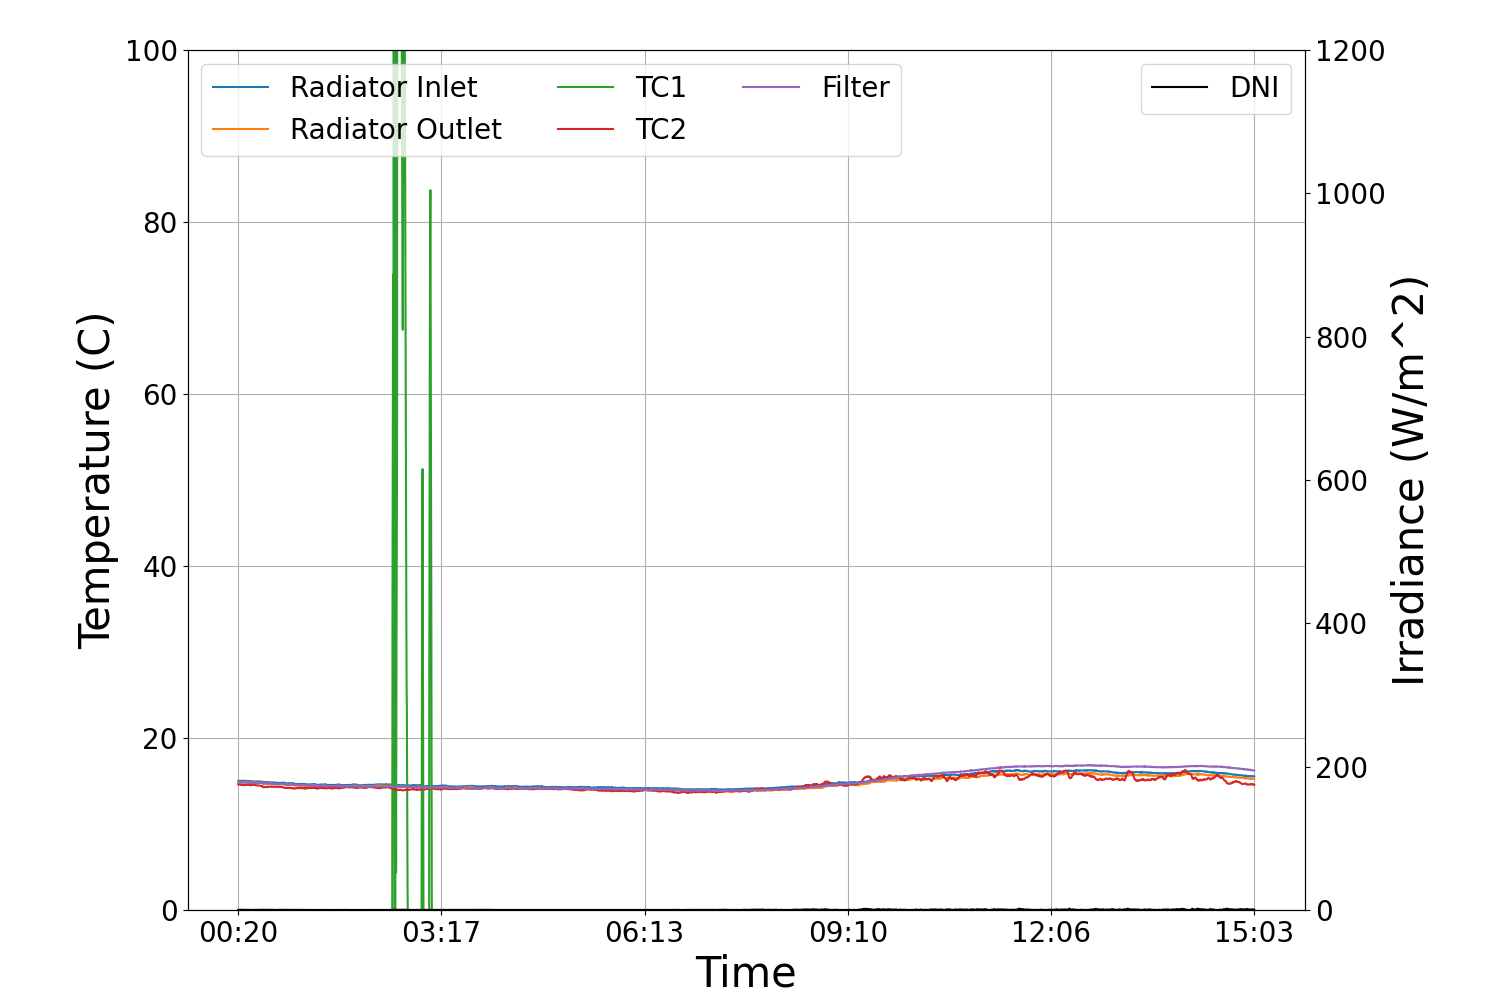 Radiator Inlet
Radiator Outlet
TC1
TC2
Filter
DNI
Temperature (C)
100
80
60
40
20
0
1200
1000
800
600
400
200
0
Irradiance (W/m^2)
00:20 03:17 06:13 09:10 12:06 15:03
Time